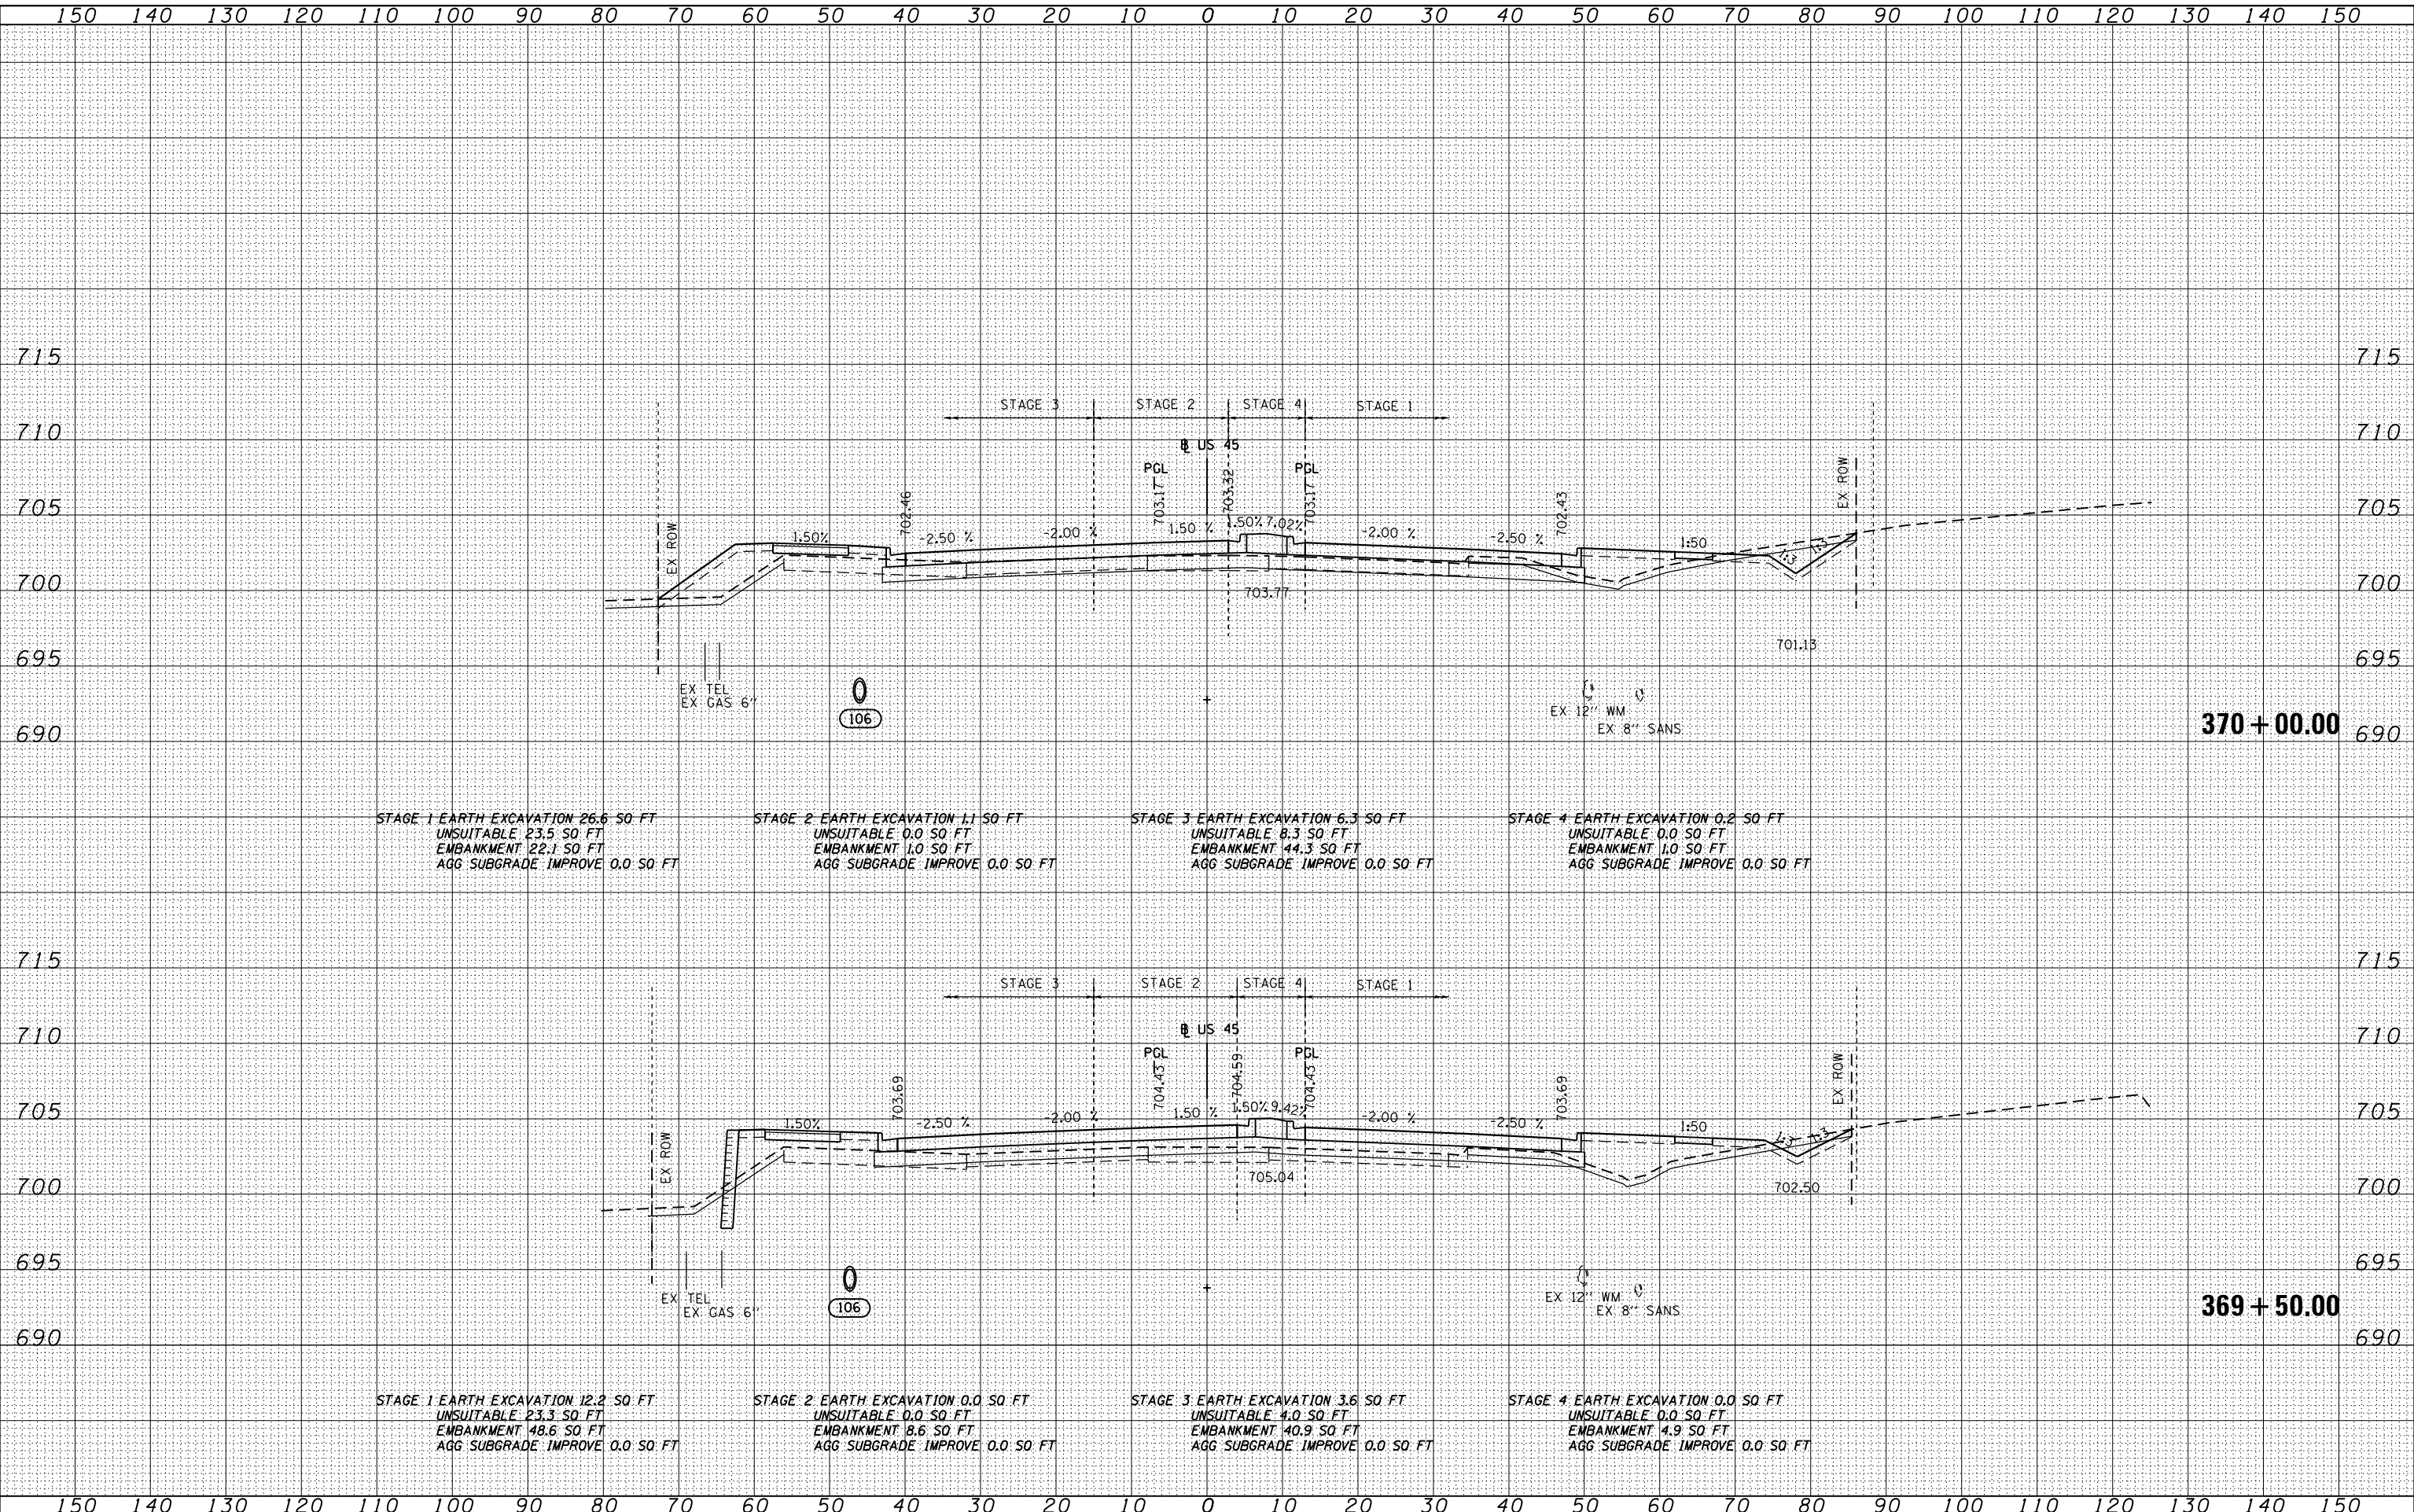 150 140 130 120 110 100 90 80 70 60 50 40 30 20 10 0 10 20 30 40 50 60 70 80 90 100 110 120 130 140 150
715 715
STAGE 3 STAGE 2 STAGE 4 STAGE 1
710 710
℄ US 45
PGL PGL
EX ROW
705 705
702.46 703.17 703.32 703.17 702.43
EX ROW
1.50% -2.50 % -2.00 % 1.50 % 1.50% 7.02% -2.00 % -2.50 % 1:50 1:3 1:3
700 700
703.77
695 695
701.13
EX TEL
EX GAS 6"
106
EX 12" WM
EX 8" SANS
370+00.00
690 690
STAGE 1 EARTH EXCAVATION 26.6 SQ FT
UNSUITABLE 23.5 SQ FT
EMBANKMENT 22.1 SQ FT
AGG SUBGRADE IMPROVE 0.0 SQ FT
STAGE 2 EARTH EXCAVATION 1.1 SQ FT
UNSUITABLE 0.0 SQ FT
EMBANKMENT 1.0 SQ FT
AGG SUBGRADE IMPROVE 0.0 SQ FT
STAGE 3 EARTH EXCAVATION 6.3 SQ FT
UNSUITABLE 8.3 SQ FT
EMBANKMENT 44.3 SQ FT
AGG SUBGRADE IMPROVE 0.0 SQ FT
STAGE 4 EARTH EXCAVATION 0.2 SQ FT
UNSUITABLE 0.0 SQ FT
EMBANKMENT 1.0 SQ FT
AGG SUBGRADE IMPROVE 0.0 SQ FT
715 715
STAGE 3 STAGE 2 STAGE 4 STAGE 1
710 710
℄ US 45
PGL PGL
EX ROW
703.69 704.43 704.59 704.43 703.69
705 705
1.50% -2.50 % -2.00 % 1.50 % 1.50% 9.42% -2.00 % -2.50 % 1:50 1:3 1:3
EX ROW
705.04
700 700
702.50
695 695
EX TEL
EX GAS 6"
106
EX 12" WM
EX 8" SANS
369+50.00
690 690
STAGE 1 EARTH EXCAVATION 12.2 SQ FT
UNSUITABLE 23.3 SQ FT
EMBANKMENT 48.6 SQ FT
AGG SUBGRADE IMPROVE 0.0 SQ FT
STAGE 2 EARTH EXCAVATION 0.0 SQ FT
UNSUITABLE 0.0 SQ FT
EMBANKMENT 8.6 SQ FT
AGG SUBGRADE IMPROVE 0.0 SQ FT
STAGE 3 EARTH EXCAVATION 3.6 SQ FT
UNSUITABLE 4.0 SQ FT
EMBANKMENT 40.9 SQ FT
AGG SUBGRADE IMPROVE 0.0 SQ FT
STAGE 4 EARTH EXCAVATION 0.0 SQ FT
UNSUITABLE 0.0 SQ FT
EMBANKMENT 4.9 SQ FT
AGG SUBGRADE IMPROVE 0.0 SQ FT
150 140 130 120 110 100 90 80 70 60 50 40 30 20 10 0 10 20 30 40 50 60 70 80 90 100 110 120 130 140 150